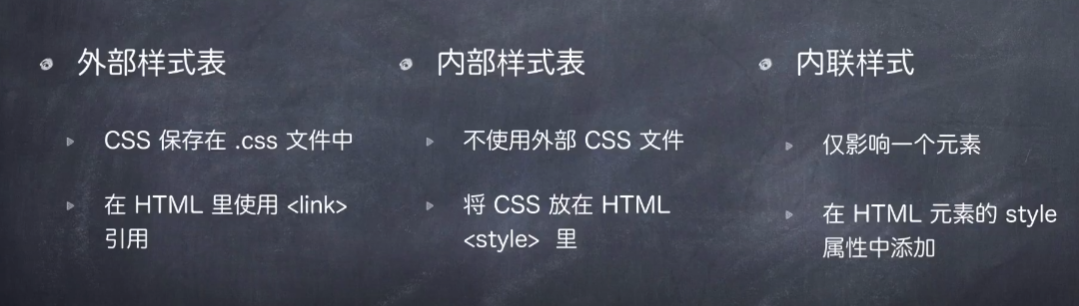 外部样式表
CSS 保存在 .css 文件中
在 HTML 里使用 <link>
引用
内部样式表
不使用外部 CSS 文件
将 CSS 放在 HTML
<style> 里
内联样式
仅影响一个元素
在 HTML 元素的 style
属性中添加